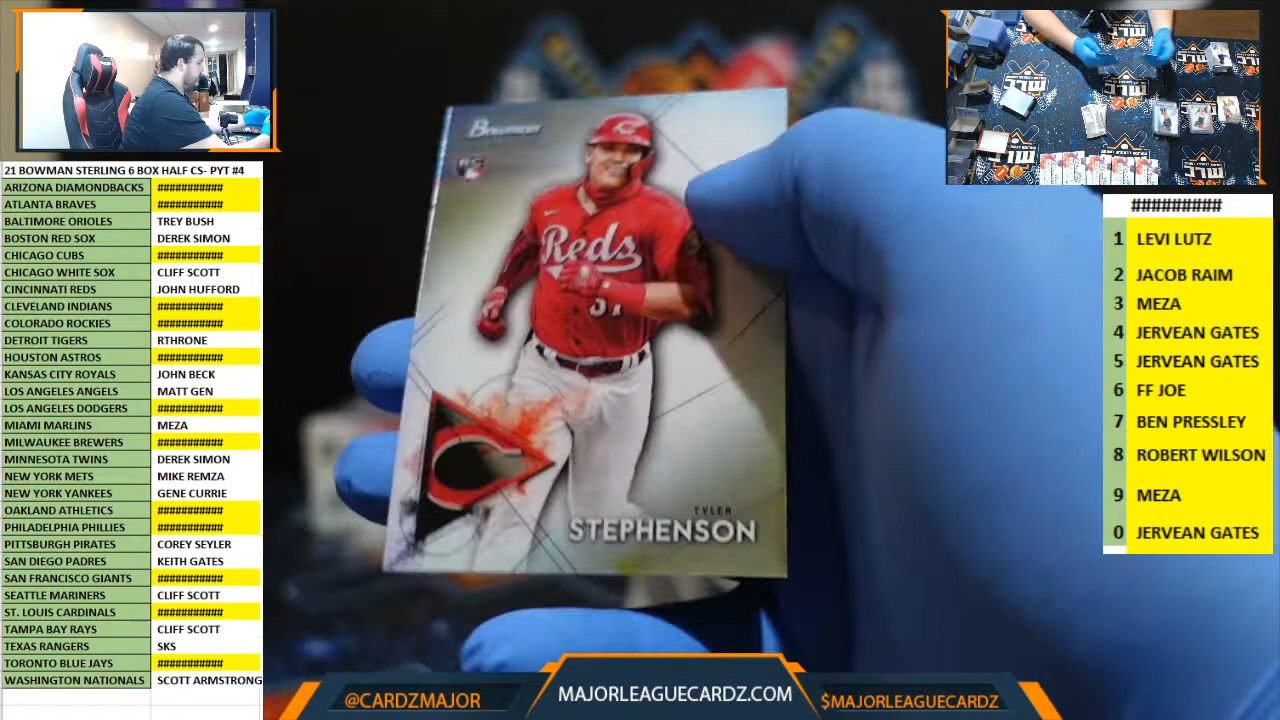 21 BOWMAN STERLING 6 BOX HALF CS- PYT #4
ARIZONA DIAMONDBACKS ###########
ATLANTA BRAVES ###########
BALTIMORE ORIOLES TREY BUSH
BOSTON RED SOX DEREK SIMON
CHICAGO CUBS ###########
CHICAGO WHITE SOX CLIFF SCOTT
CINCINNATI REDS JOHN HUFFORD
CLEVELAND INDIANS ###########
COLORADO ROCKIES ###########
DETROIT TIGERS RTHRONE
HOUSTON ASTROS ###########
KANSAS CITY ROYALS JOHN BECK
LOS ANGELES ANGELS MATT GEN
LOS ANGELES DODGERS ###########
MIAMI MARLINS MEZA
MILWAUKEE BREWERS ###########
MINNESOTA TWINS DEREK SIMON
NEW YORK METS MIKE REMZA
NEW YORK YANKEES GENE CURRIE
OAKLAND ATHLETICS ###########
PHILADELPHIA PHILLIES ###########
PITTSBURGH PIRATES COREY SEYLER
SAN DIEGO PADRES KEITH GATES
SAN FRANCISCO GIANTS ###########
SEATTLE MARINERS CLIFF SCOTT
ST. LOUIS CARDINALS ###########
TAMPA BAY RAYS CLIFF SCOTT
TEXAS RANGERS SKS
TORONTO BLUE JAYS ###########
WASHINGTON NATIONALS SCOTT ARMSTRONG
Bowman
Reds
37
TYLER
STEPHENSON
#########
1 LEVI LUTZ
2 JACOB RAIM
3 MEZA
4 JERVEAN GATES
5 JERVEAN GATES
6 FF JOE
7 BEN PRESSLEY
8 ROBERT WILSON
9 MEZA
0 JERVEAN GATES
@CARDZMAJOR
MAJORLEAGUECARDZ.COM
$MAJORLEAGUECARDZ